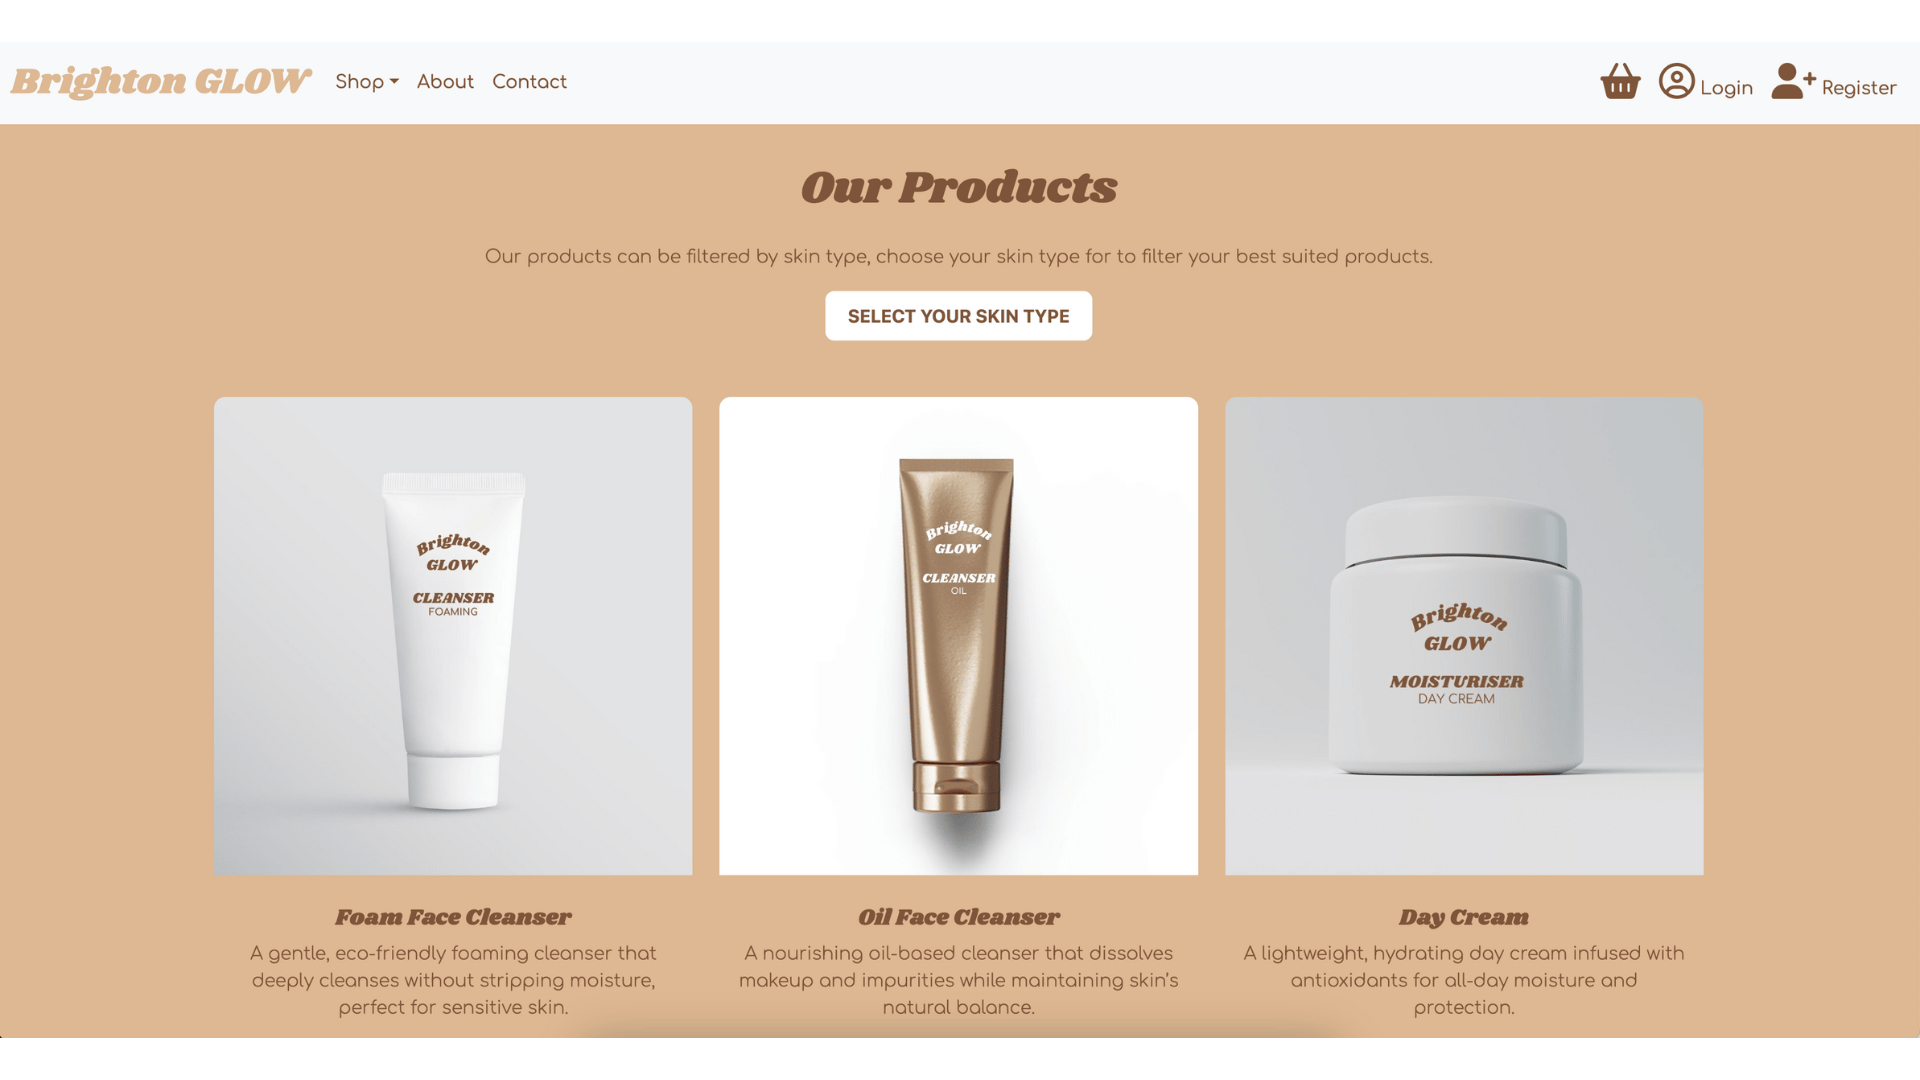 Brighton GLOW Shop About Contact Login Register
Our Products
Our products can be filtered by skin type, choose your skin type for to filter your best suited products.
SELECT YOUR SKIN TYPE
Brighton
GLOW
CLEANSER
FOAMING
Brighton
GLOW
CLEANSER
OIL
Brighton
GLOW
MOISTURISER
DAY CREAM
Foam Face Cleanser
A gentle, eco-friendly foaming cleanser that
deeply cleanses without stripping moisture,
perfect for sensitive skin.
Oil Face Cleanser
A nourishing oil-based cleanser that dissolves
makeup and impurities while maintaining skin's
natural balance.
Day Cream
A lightweight, hydrating day cream infused with
antioxidants for all-day moisture and
protection.